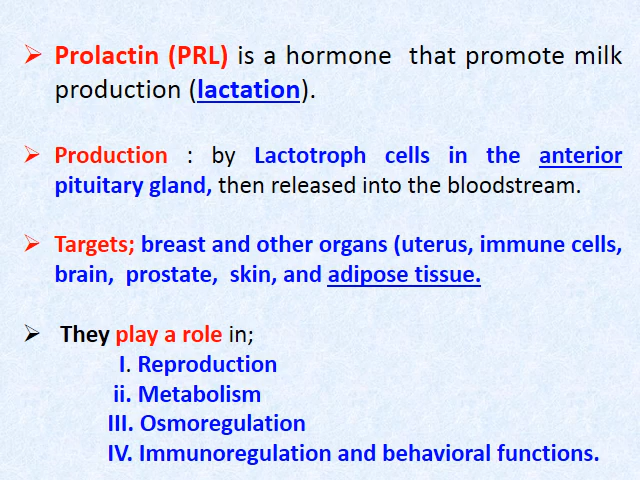 ➢ Prolactin (PRL) is a hormone that promote milk
production (lactation).
➢ Production : by Lactotroph cells in the anterior
pituitary gland, then released into the bloodstream.
➢ Targets; breast and other organs (uterus, immune cells,
brain, prostate, skin, and adipose tissue.
➢ They play a role in;
I. Reproduction
ii. Metabolism
III. Osmoregulation
IV. Immunoregulation and behavioral functions.